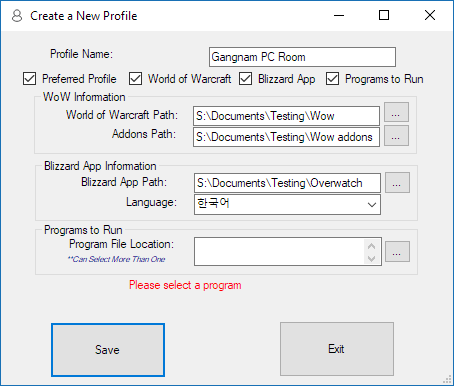 Create a New Profile
Profile Name: Gangnam PC Room
Preferred Profile World of Warcraft Blizzard App Programs to Run
WoW Information
World of Warcraft Path: S:\Documents\Testing\Wow ...
Addons Path: S:\Documents\Testing\Wow addons ...
Blizzard App Information
Blizzard App Path: S:\Documents\Testing\Overwatch ...
Language: 한국어
Programs to Run
Program File Location: ...
**Can Select More Than One
Please select a program
Save Exit